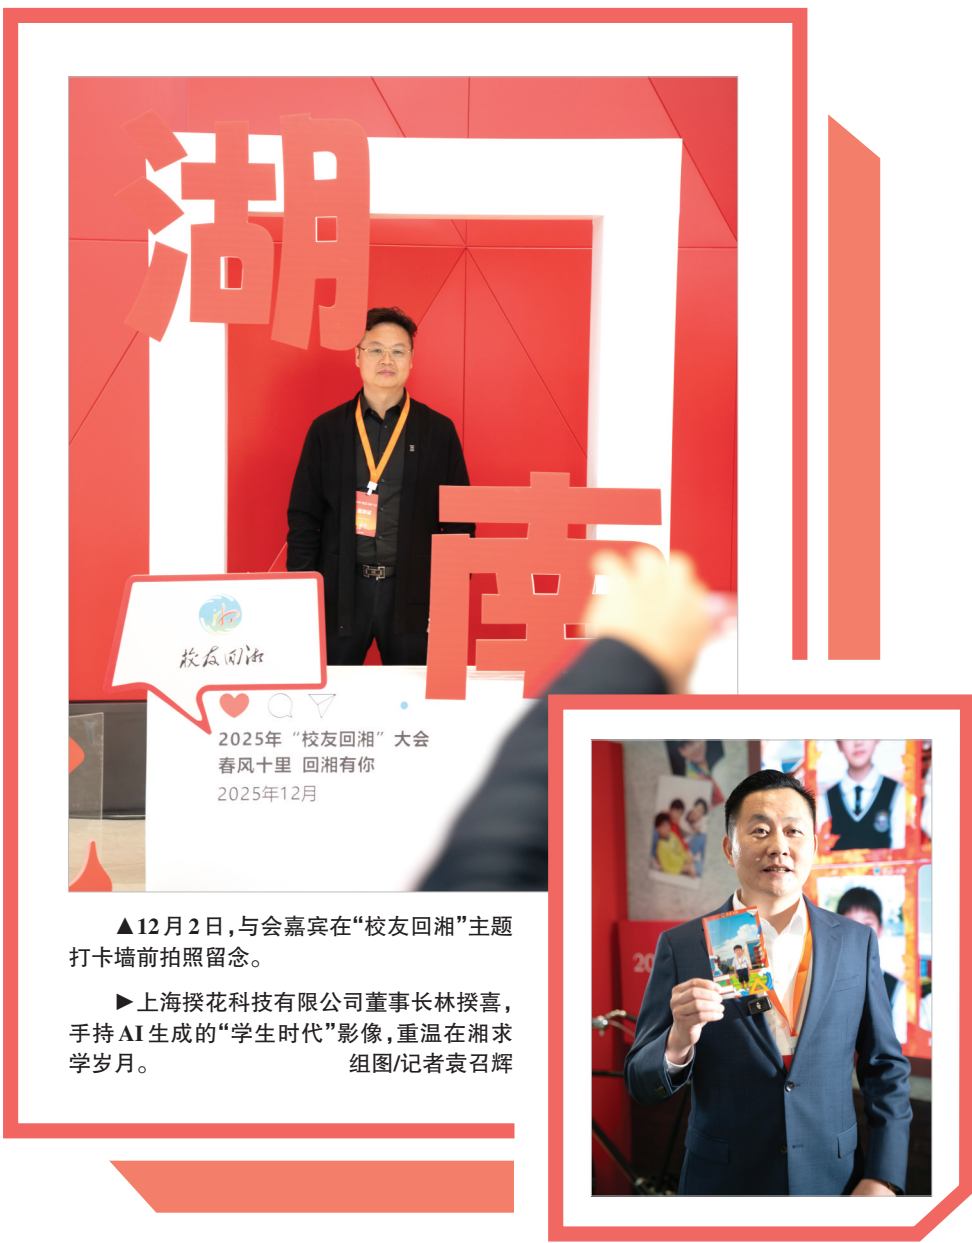 湖
南
校友回湘
2025年“校友回湘”大会
春风十里 回湘有你
2025年12月
▲12月2日,与会嘉宾在“校友回湘”主题
打卡墙前拍照留念。
▶上海揆花科技有限公司董事长林揆喜,
手持AI生成的“学生时代”影像,重温在湘求
学岁月。 组图/记者袁召辉
20